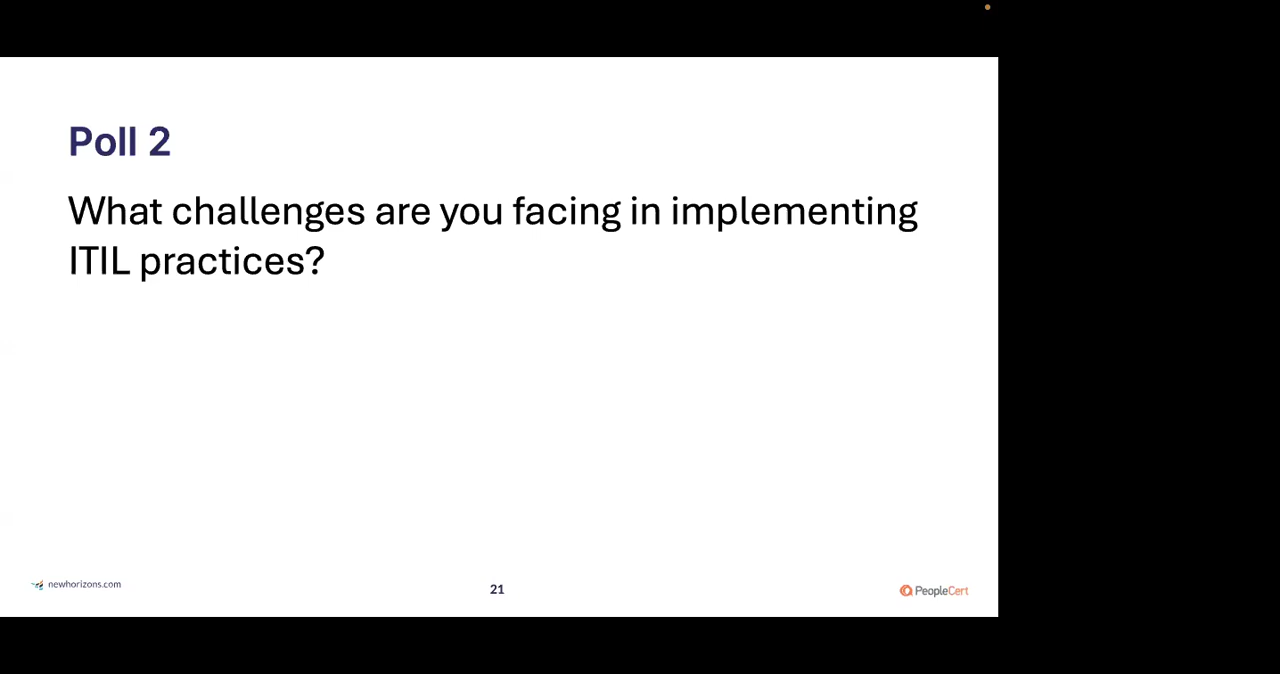 Poll 2
What challenges are you facing in implementing
ITIL practices?
newhorizons.com
21
PeopleCert